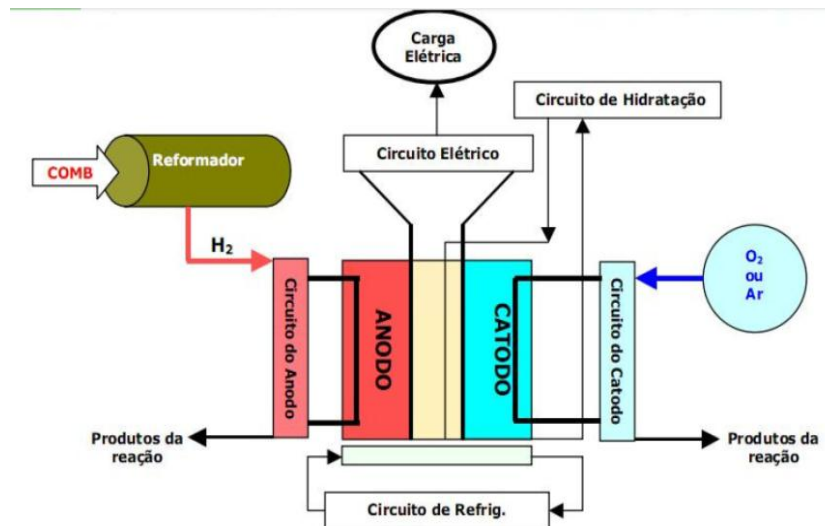 Carga
Elétrica
Circuito de Hidratação
Reformador
Circuito Elétrico
COMB
H₂
O₂
ou
Ar
Circuito do Anodo
ANODO
CATODO
Circuito do Catodo
Produtos da
reação
Produtos da
reação
Circuito de Refrig.